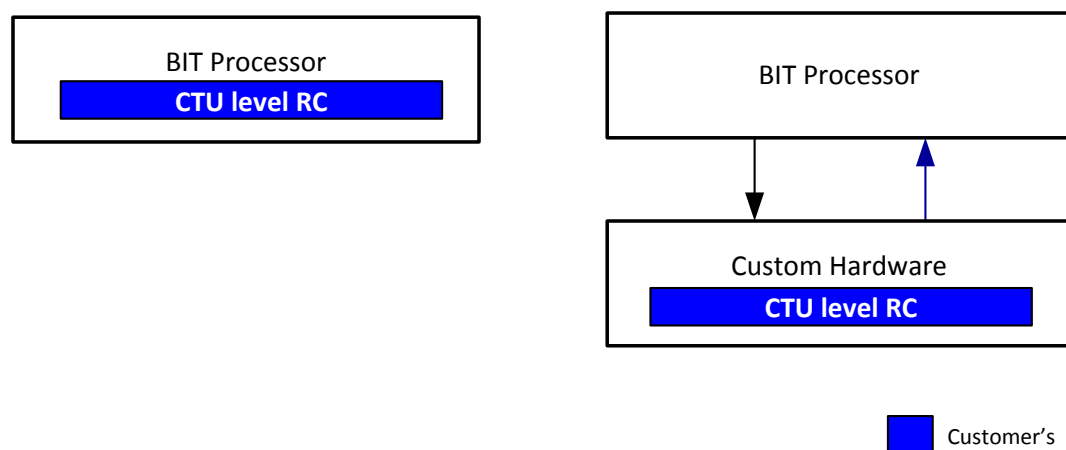 BIT Processor
CTU level RC
BIT Processor
Custom Hardware
CTU level RC
Customer's